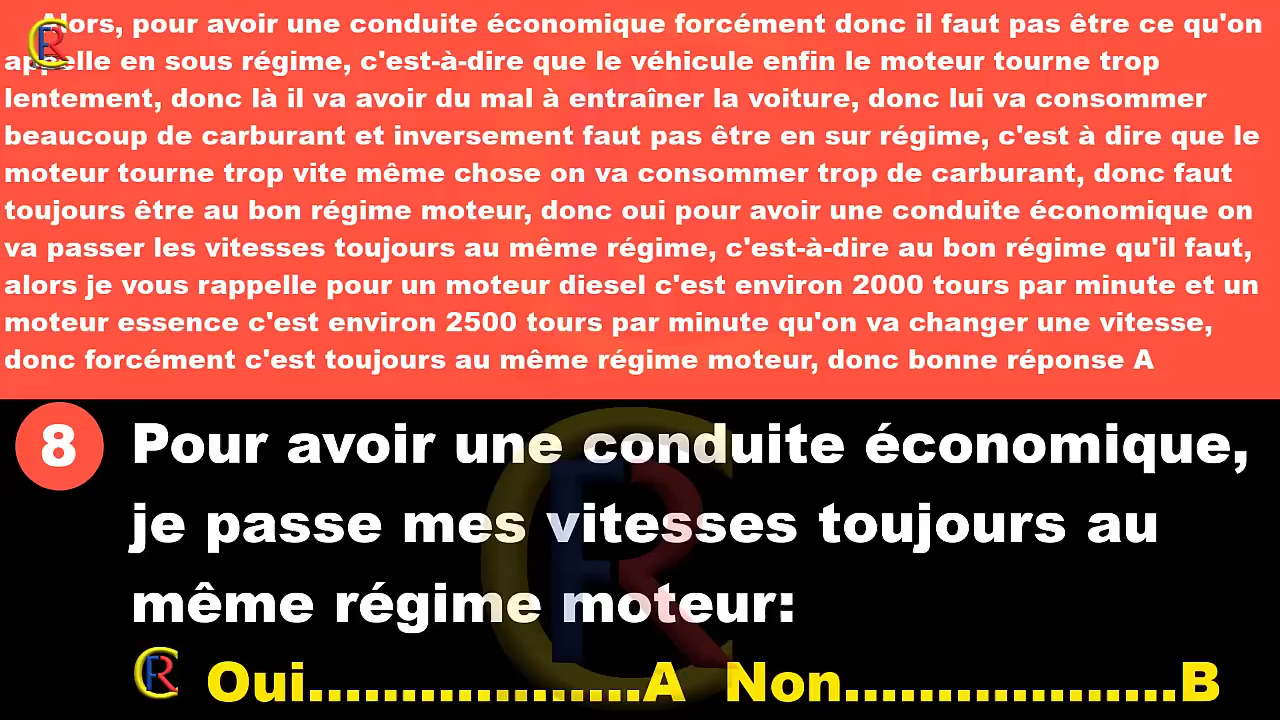 Alors, pour avoir une conduite économique forcément donc il faut pas être ce qu'on
appelle en sous régime, c'est-à-dire que le véhicule enfin le moteur tourne trop
lentement, donc là il va avoir du mal à entraîner la voiture, donc lui va consommer
beaucoup de carburant et inversement faut pas être en sur régime, c'est à dire que le
moteur tourne trop vite même chose on va consommer trop de carburant, donc faut
toujours être au bon régime moteur, donc oui pour avoir une conduite économique on
va passer les vitesses toujours au même régime, c'est-à-dire au bon régime qu'il faut,
alors je vous rappelle pour un moteur diesel c'est environ 2000 tours par minute et un
moteur essence c'est environ 2500 tours par minute qu'on va changer une vitesse,
donc forcément c'est toujours au même régime moteur, donc bonne réponse A
8 Pour avoir une conduite économique,
je passe mes vitesses toujours au
même régime moteur:
Oui..................A Non..................B